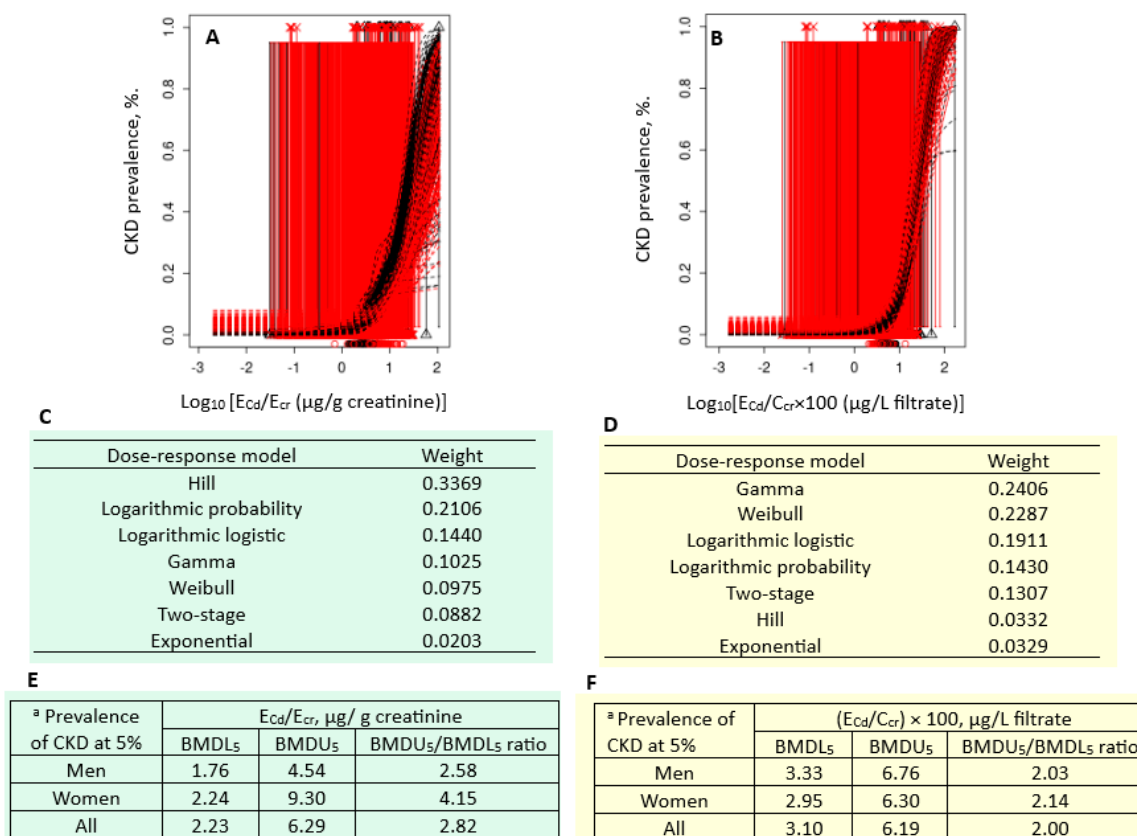 A
CKD prevalence, %.
1.0
0.8
0.6
0.4
0.2
0.0
-3 -2 -1 0 1 2
Log₁₀ [E_Cd/E_cr (µg/g creatinine)]
B
CKD prevalence, %.
1.0
0.8
0.6
0.4
0.2
0.0
-3 -2 -1 0 1 2
Log₁₀[E_Cd/C_cr×100 (µg/L filtrate)]
C
Dose-response model Weight
Hill 0.3369
Logarithmic probability 0.2106
Logarithmic logistic 0.1440
Gamma 0.1025
Weibull 0.0975
Two-stage 0.0882
Exponential 0.0203
D
Dose-response model Weight
Gamma 0.2406
Weibull 0.2287
Logarithmic logistic 0.1911
Logarithmic probability 0.1430
Two-stage 0.1307
Hill 0.0332
Exponential 0.0329
E
ᵃ Prevalence of CKD at 5%
E_Cd/E_cr, µg/ g creatinine
BMDL₅ BMDU₅ BMDU₅/BMDL₅ ratio
Men 1.76 4.54 2.58
Women 2.24 9.30 4.15
All 2.23 6.29 2.82
F
ᵃ Prevalence of CKD at 5%
(E_Cd/C_cr) × 100, µg/L filtrate
BMDL₅ BMDU₅ BMDU₅/BMDL₅ ratio
Men 3.33 6.76 2.03
Women 2.95 6.30 2.14
All 3.10 6.19 2.00